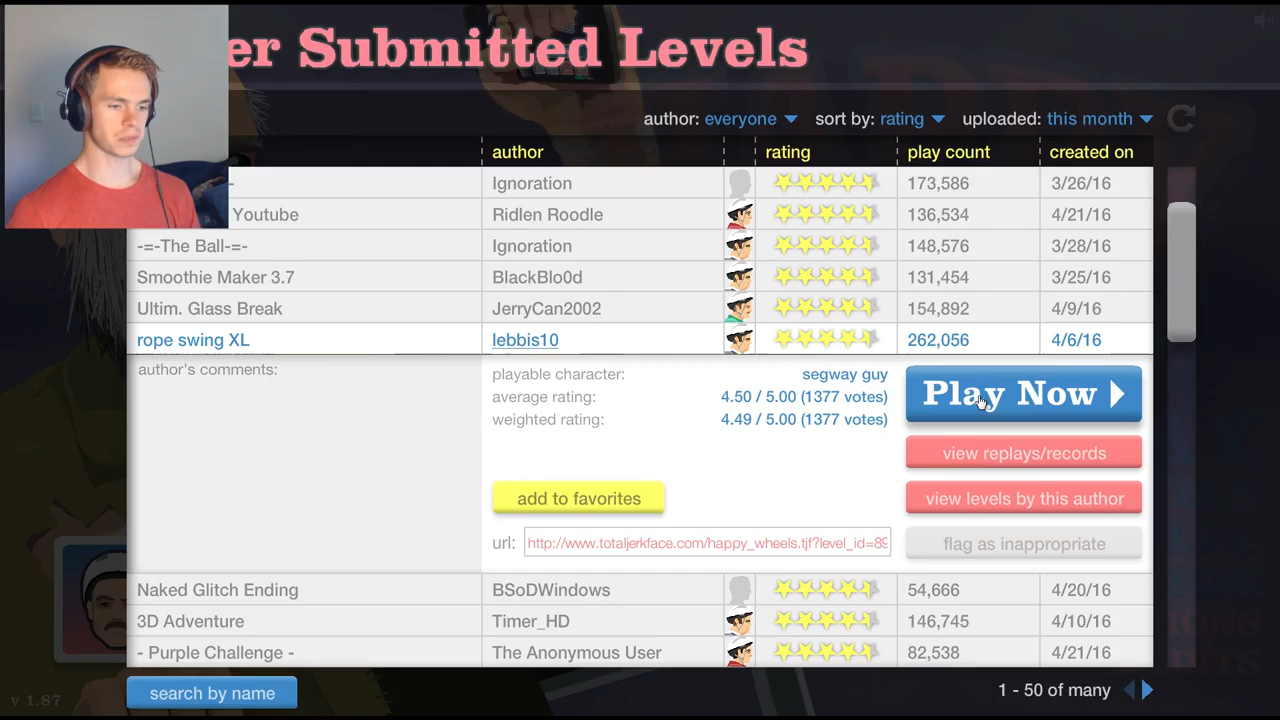 er Submitted Levels
author: everyone sort by: rating uploaded: this month
author rating play count created on
- Ignoration 173,586 3/26/16
Youtube Ridlen Roodle 136,534 4/21/16
-=-The Ball-=- Ignoration 148,576 3/28/16
Smoothie Maker 3.7 BlackBlo0d 131,454 3/25/16
Ultim. Glass Break JerryCan2002 154,892 4/9/16
rope swing XL lebbis10 262,056 4/6/16
author's comments:
playable character: segway guy
average rating: 4.50 / 5.00 (1377 votes)
weighted rating: 4.49 / 5.00 (1377 votes)
Play Now
view replays/records
add to favorites
view levels by this author
url: http://www.totaljerkface.com/happy_wheels.tjf?level_id=89
flag as inappropriate
Naked Glitch Ending BSoDWindows 54,666 4/20/16
3D Adventure Timer_HD 146,745 4/10/16
- Purple Challenge - The Anonymous User 82,538 4/21/16
v 1.87
search by name
1 - 50 of many